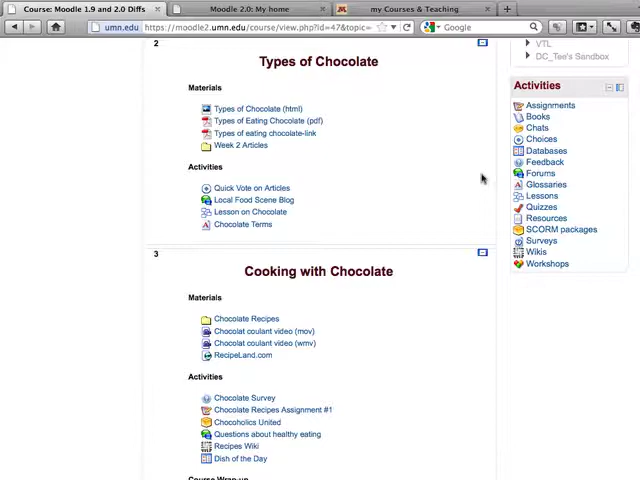 Course: Moodle 1.9 and 2.0 Diffs
Moodle 2.0: My home
my Courses & Teaching
umn.edu
https://moodle2.umn.edu/course/view.php?id=47&topic=
Google
2
Types of Chocolate
Materials
Types of Chocolate (html)
Types of Eating Chocolate (pdf)
Types of eating chocolate-link
Week 2 Articles
Activities
Quick Vote on Articles
Local Food Scene Blog
Lesson on Chocolate
Chocolate Terms
3
Cooking with Chocolate
Materials
Chocolate Recipes
Chocolat coulant video (mov)
Chocolat coulant video (wmv)
RecipeLand.com
Activities
Chocolate Survey
Chocolate Recipes Assignment #1
Chocoholics United
Questions about healthy eating
Recipes Wiki
Dish of the Day
Course Wrap-up
VTL
DC_Tee's Sandbox
Activities
Assignments
Books
Chats
Choices
Databases
Feedback
Forums
Glossaries
Lessons
Quizzes
Resources
SCORM packages
Surveys
Wikis
Workshops